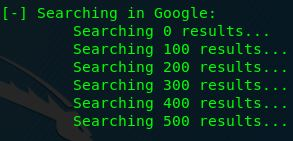 [-] Searching in Google:
Searching 0 results...
Searching 100 results...
Searching 200 results...
Searching 300 results...
Searching 400 results...
Searching 500 results...